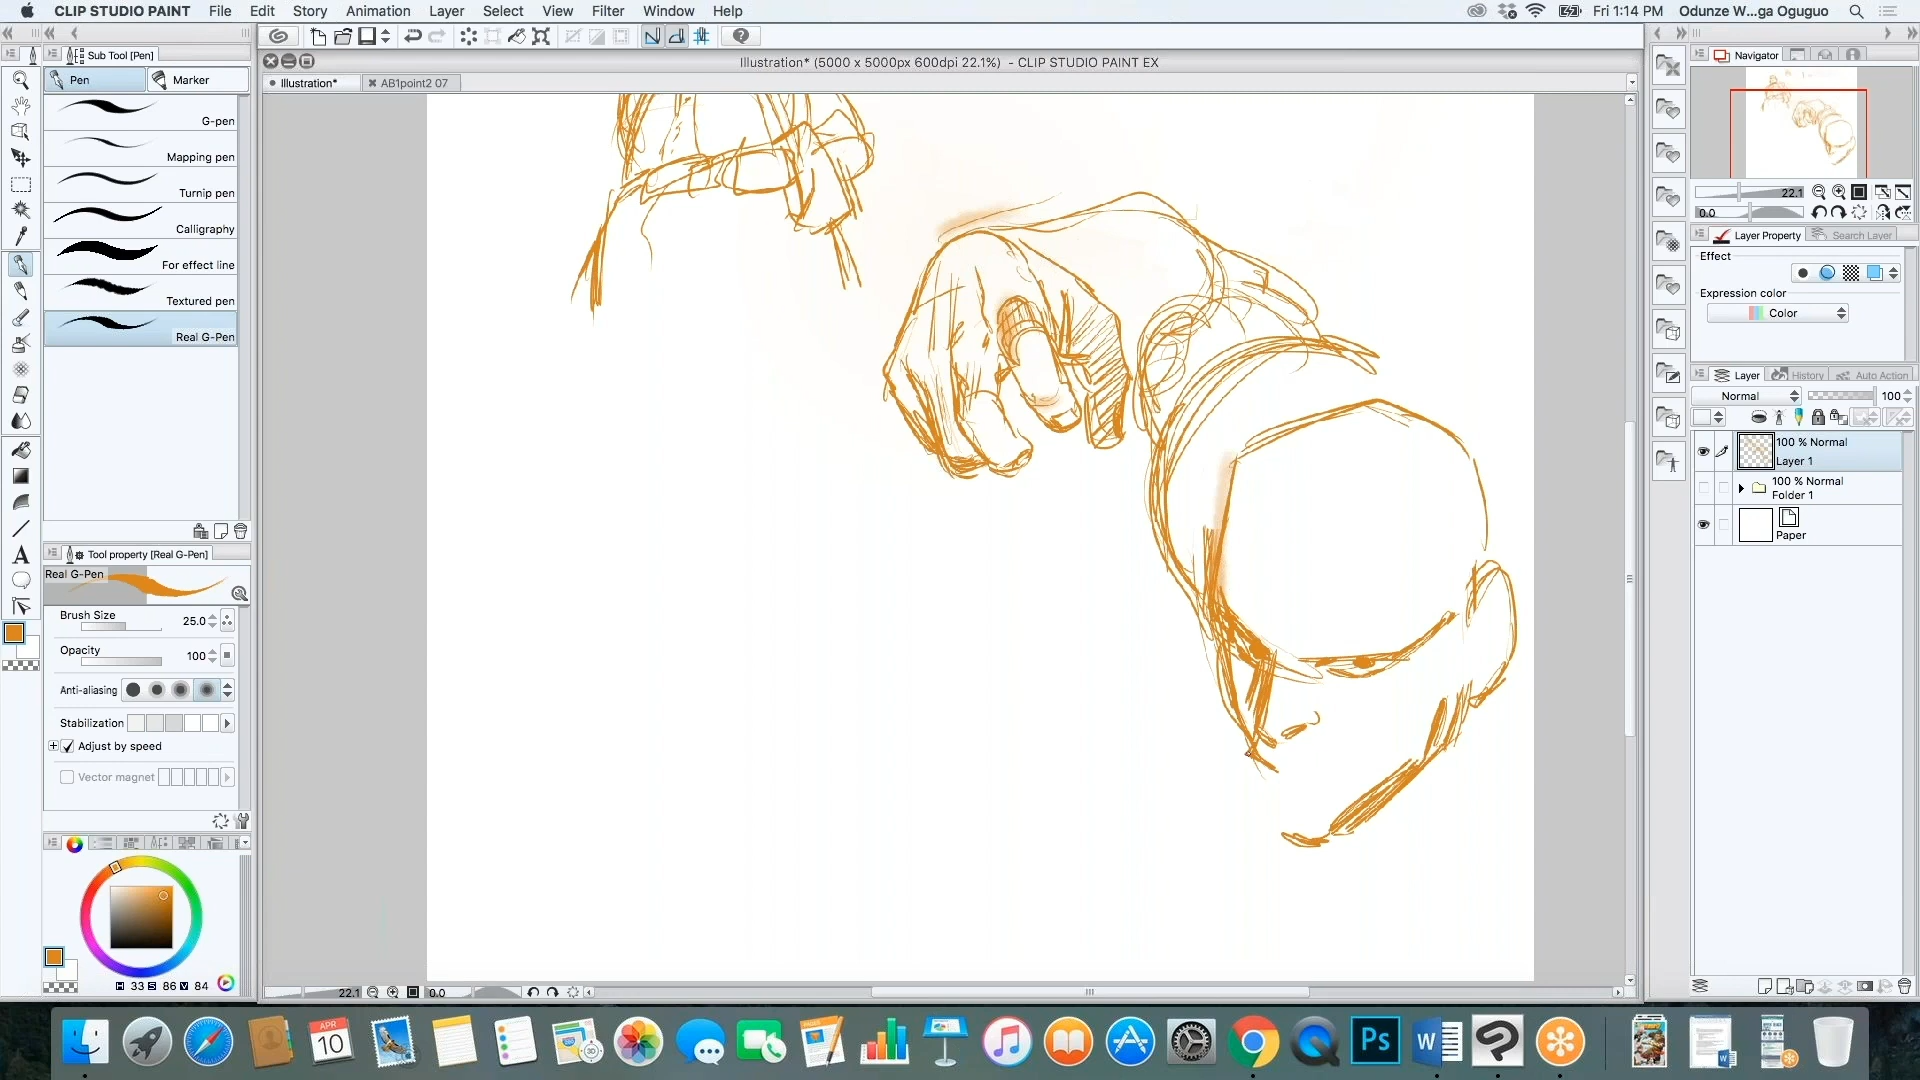 CLIP STUDIO PAINT File Edit Story Animation Layer Select View Filter Window Help Fri 1:14 PM Odunze W...ga Oguguo
Sub Tool [Pen]
Pen Marker
G-pen
Mapping pen
Turnip pen
Calligraphy
For effect line
Textured pen
Real G-Pen
Tool property [Real G-Pen]
Real G-Pen
Brush Size 25.0
Opacity 100
Anti-aliasing
Stabilization
Adjust by speed
Vector magnet
H 33 S 86 V 84
Illustration* (5000 x 5000px 600dpi 22.1%) - CLIP STUDIO PAINT EX
Illustration* AB1point2 07
22.1 0.0
Navigator
22.1
0.0
Layer Property Search Layer
Effect
Expression color
Color
Layer History Auto Action
Normal 100
100 % Normal
Layer 1
100 % Normal
Folder 1
Paper
APR
10
PAGES
Ps
W